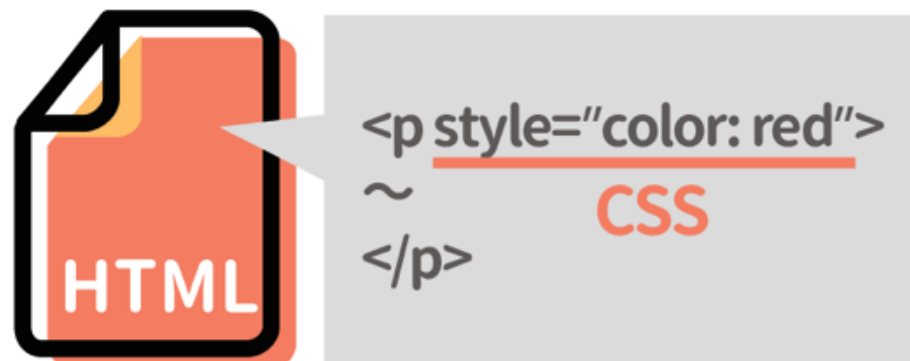 HTML
<p style="color: red">
〜
CSS
</p>